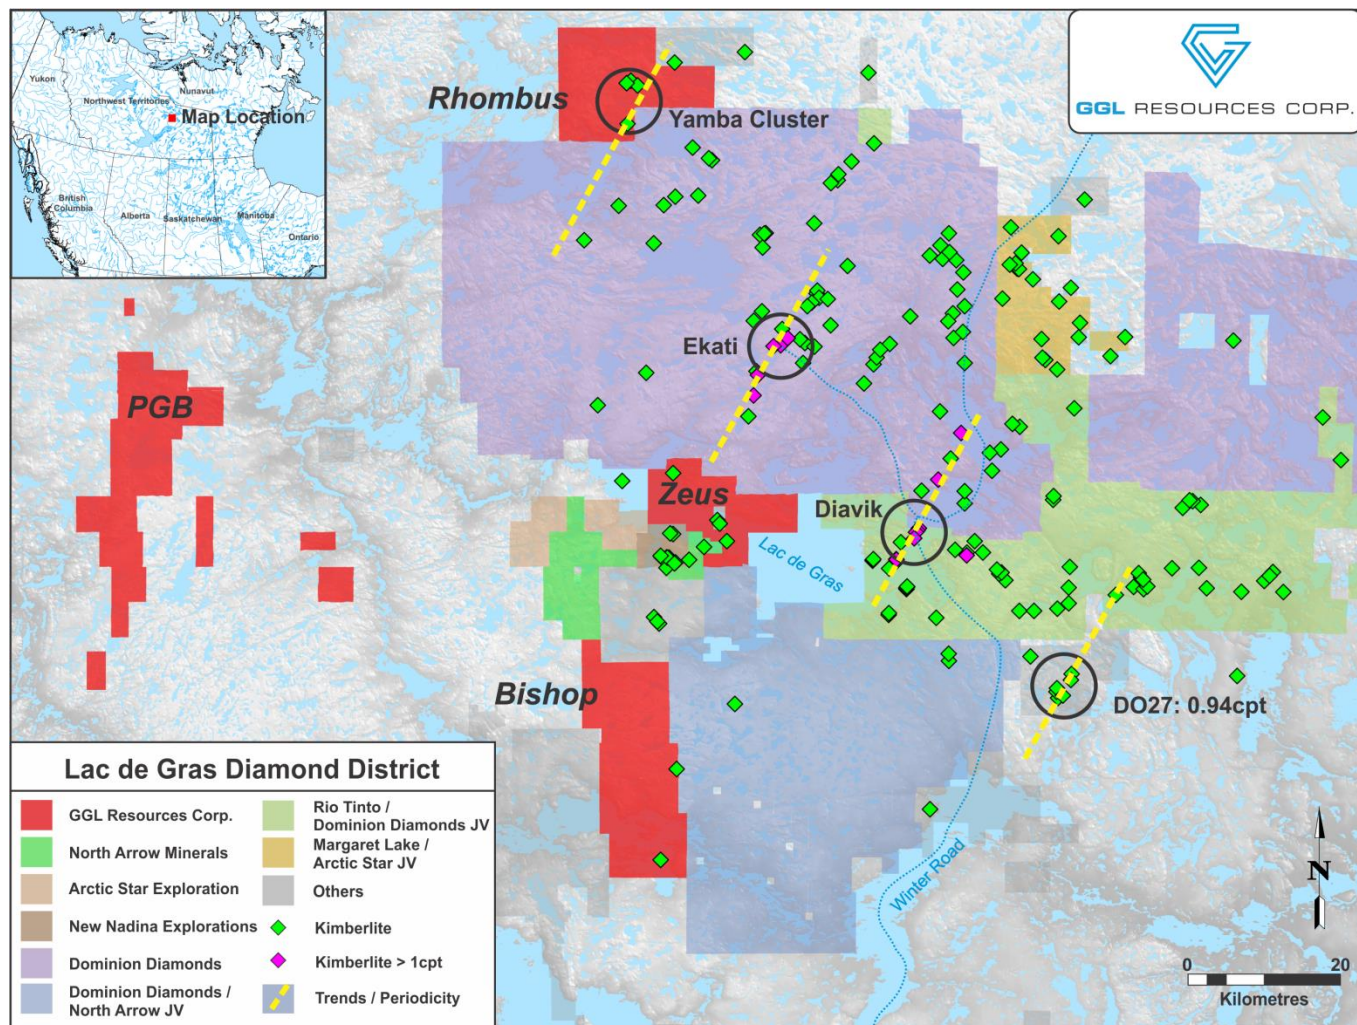 Yukon
Northwest Territories
Nunavut
Map Location
British
Columbia
Alberta
Saskatchewan
Manitoba
Ontario
GGL RESOURCES CORP.
Rhombus
Yamba Cluster
Ekati
PGB
Zeus
Diavik
Lac de Gras
Bishop
DO27: 0.94cpt
Winter Road
Lac de Gras Diamond District
GGL Resources Corp.
North Arrow Minerals
Arctic Star Exploration
New Nadina Explorations
Dominion Diamonds
Dominion Diamonds /
North Arrow JV
Rio Tinto /
Dominion Diamonds JV
Margaret Lake /
Arctic Star JV
Others
Kimberlite
Kimberlite > 1cpt
Trends / Periodicity
N
0 20
Kilometres